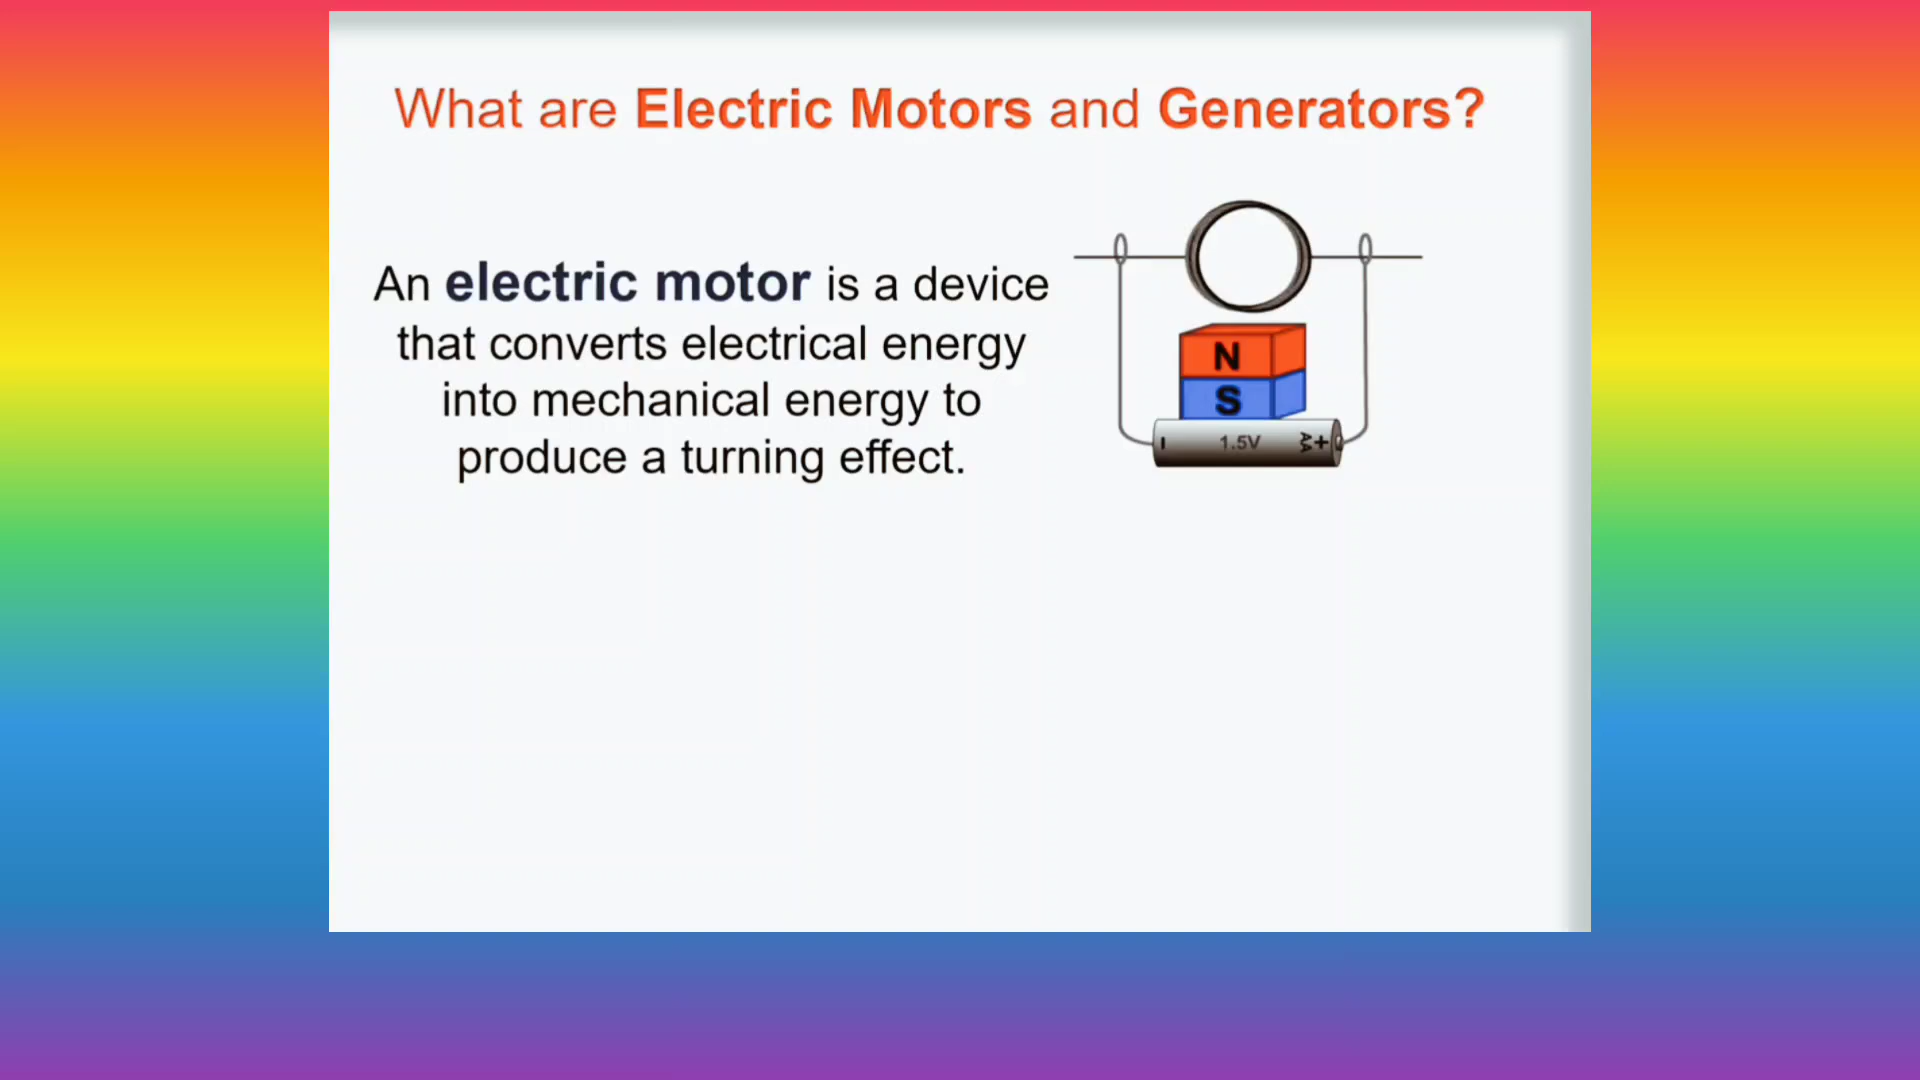 What are Electric Motors and Generators?
An electric motor is a device
that converts electrical energy
into mechanical energy to
produce a turning effect.
N
S
1.5V AA +